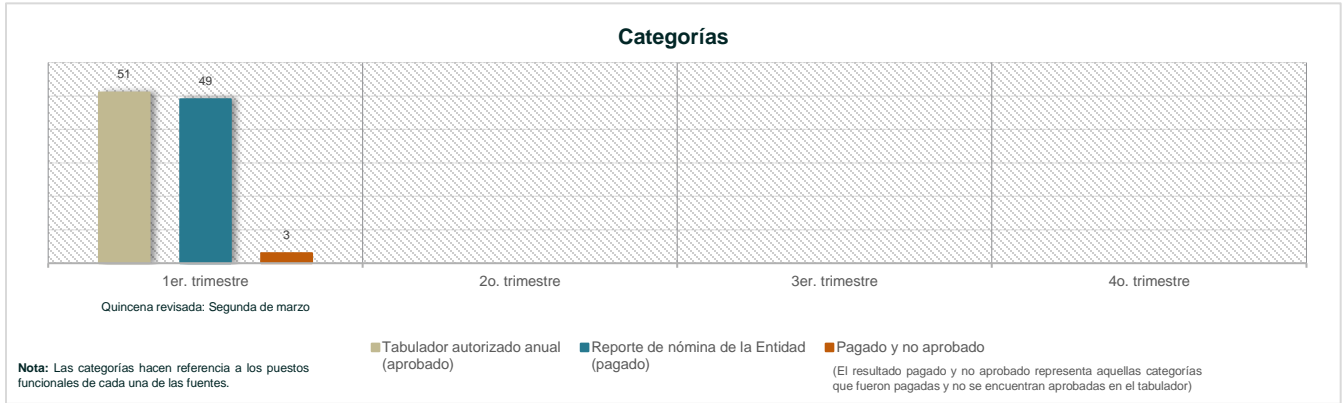 Categorías
51
49
3
1er. trimestre
2o. trimestre
3er. trimestre
4o. trimestre
Quincena revisada: Segunda de marzo
Tabulador autorizado anual
(aprobado)
Reporte de nómina de la Entidad
(pagado)
Pagado y no aprobado
(El resultado pagado y no aprobado representa aquellas categorías
que fueron pagadas y no se encuentran aprobadas en el tabulador)
Nota: Las categorías hacen referencia a los puestos
funcionales de cada una de las fuentes.